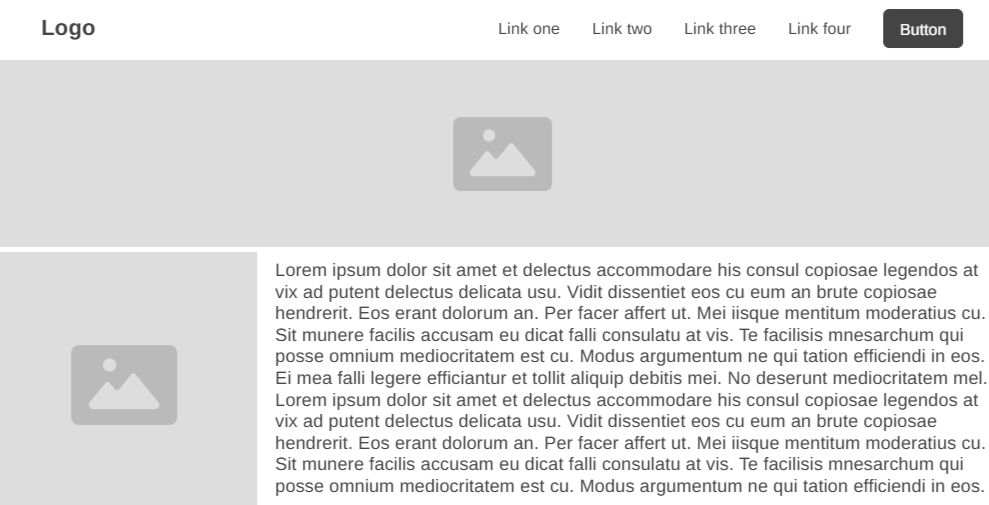 Logo
Link one
Link two
Link three
Link four
Button
Lorem ipsum dolor sit amet et delectus accommodare his consul copiosae legendos at
vix ad putent delectus delicata usu. Vidit dissentiet eos cu eum an brute copiosae
hendrerit. Eos erant dolorum an. Per facer affert ut. Mei iisque mentitum moderatius cu.
Sit munere facilis accusam eu dicat falli consulatu at vis. Te facilisis mnesarchum qui
posse omnium mediocritatem est cu. Modus argumentum ne qui tation efficiendi in eos.
Ei mea falli legere efficiantur et tollit aliquip debitis mei. No deserunt mediocritatem mel.
Lorem ipsum dolor sit amet et delectus accommodare his consul copiosae legendos at
vix ad putent delectus delicata usu. Vidit dissentiet eos cu eum an brute copiosae
hendrerit. Eos erant dolorum an. Per facer affert ut. Mei iisque mentitum moderatius cu.
Sit munere facilis accusam eu dicat falli consulatu at vis. Te facilisis mnesarchum qui
posse omnium mediocritatem est cu. Modus argumentum ne qui tation efficiendi in eos.